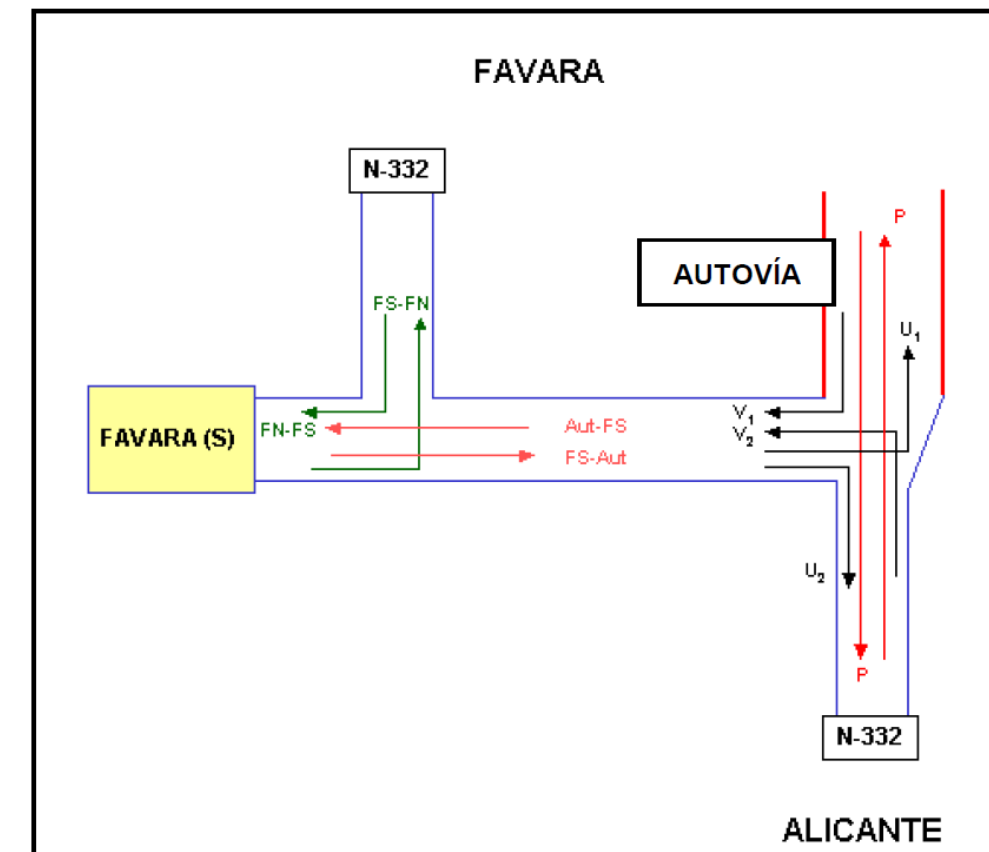 FAVARA
N-332
P
AUTOVÍA
FS-FN
U₁
V₁
Aut-FS
FN-FS
V₂
FAVARA (S)
FS-Aut
U₂
P
N-332
ALICANTE